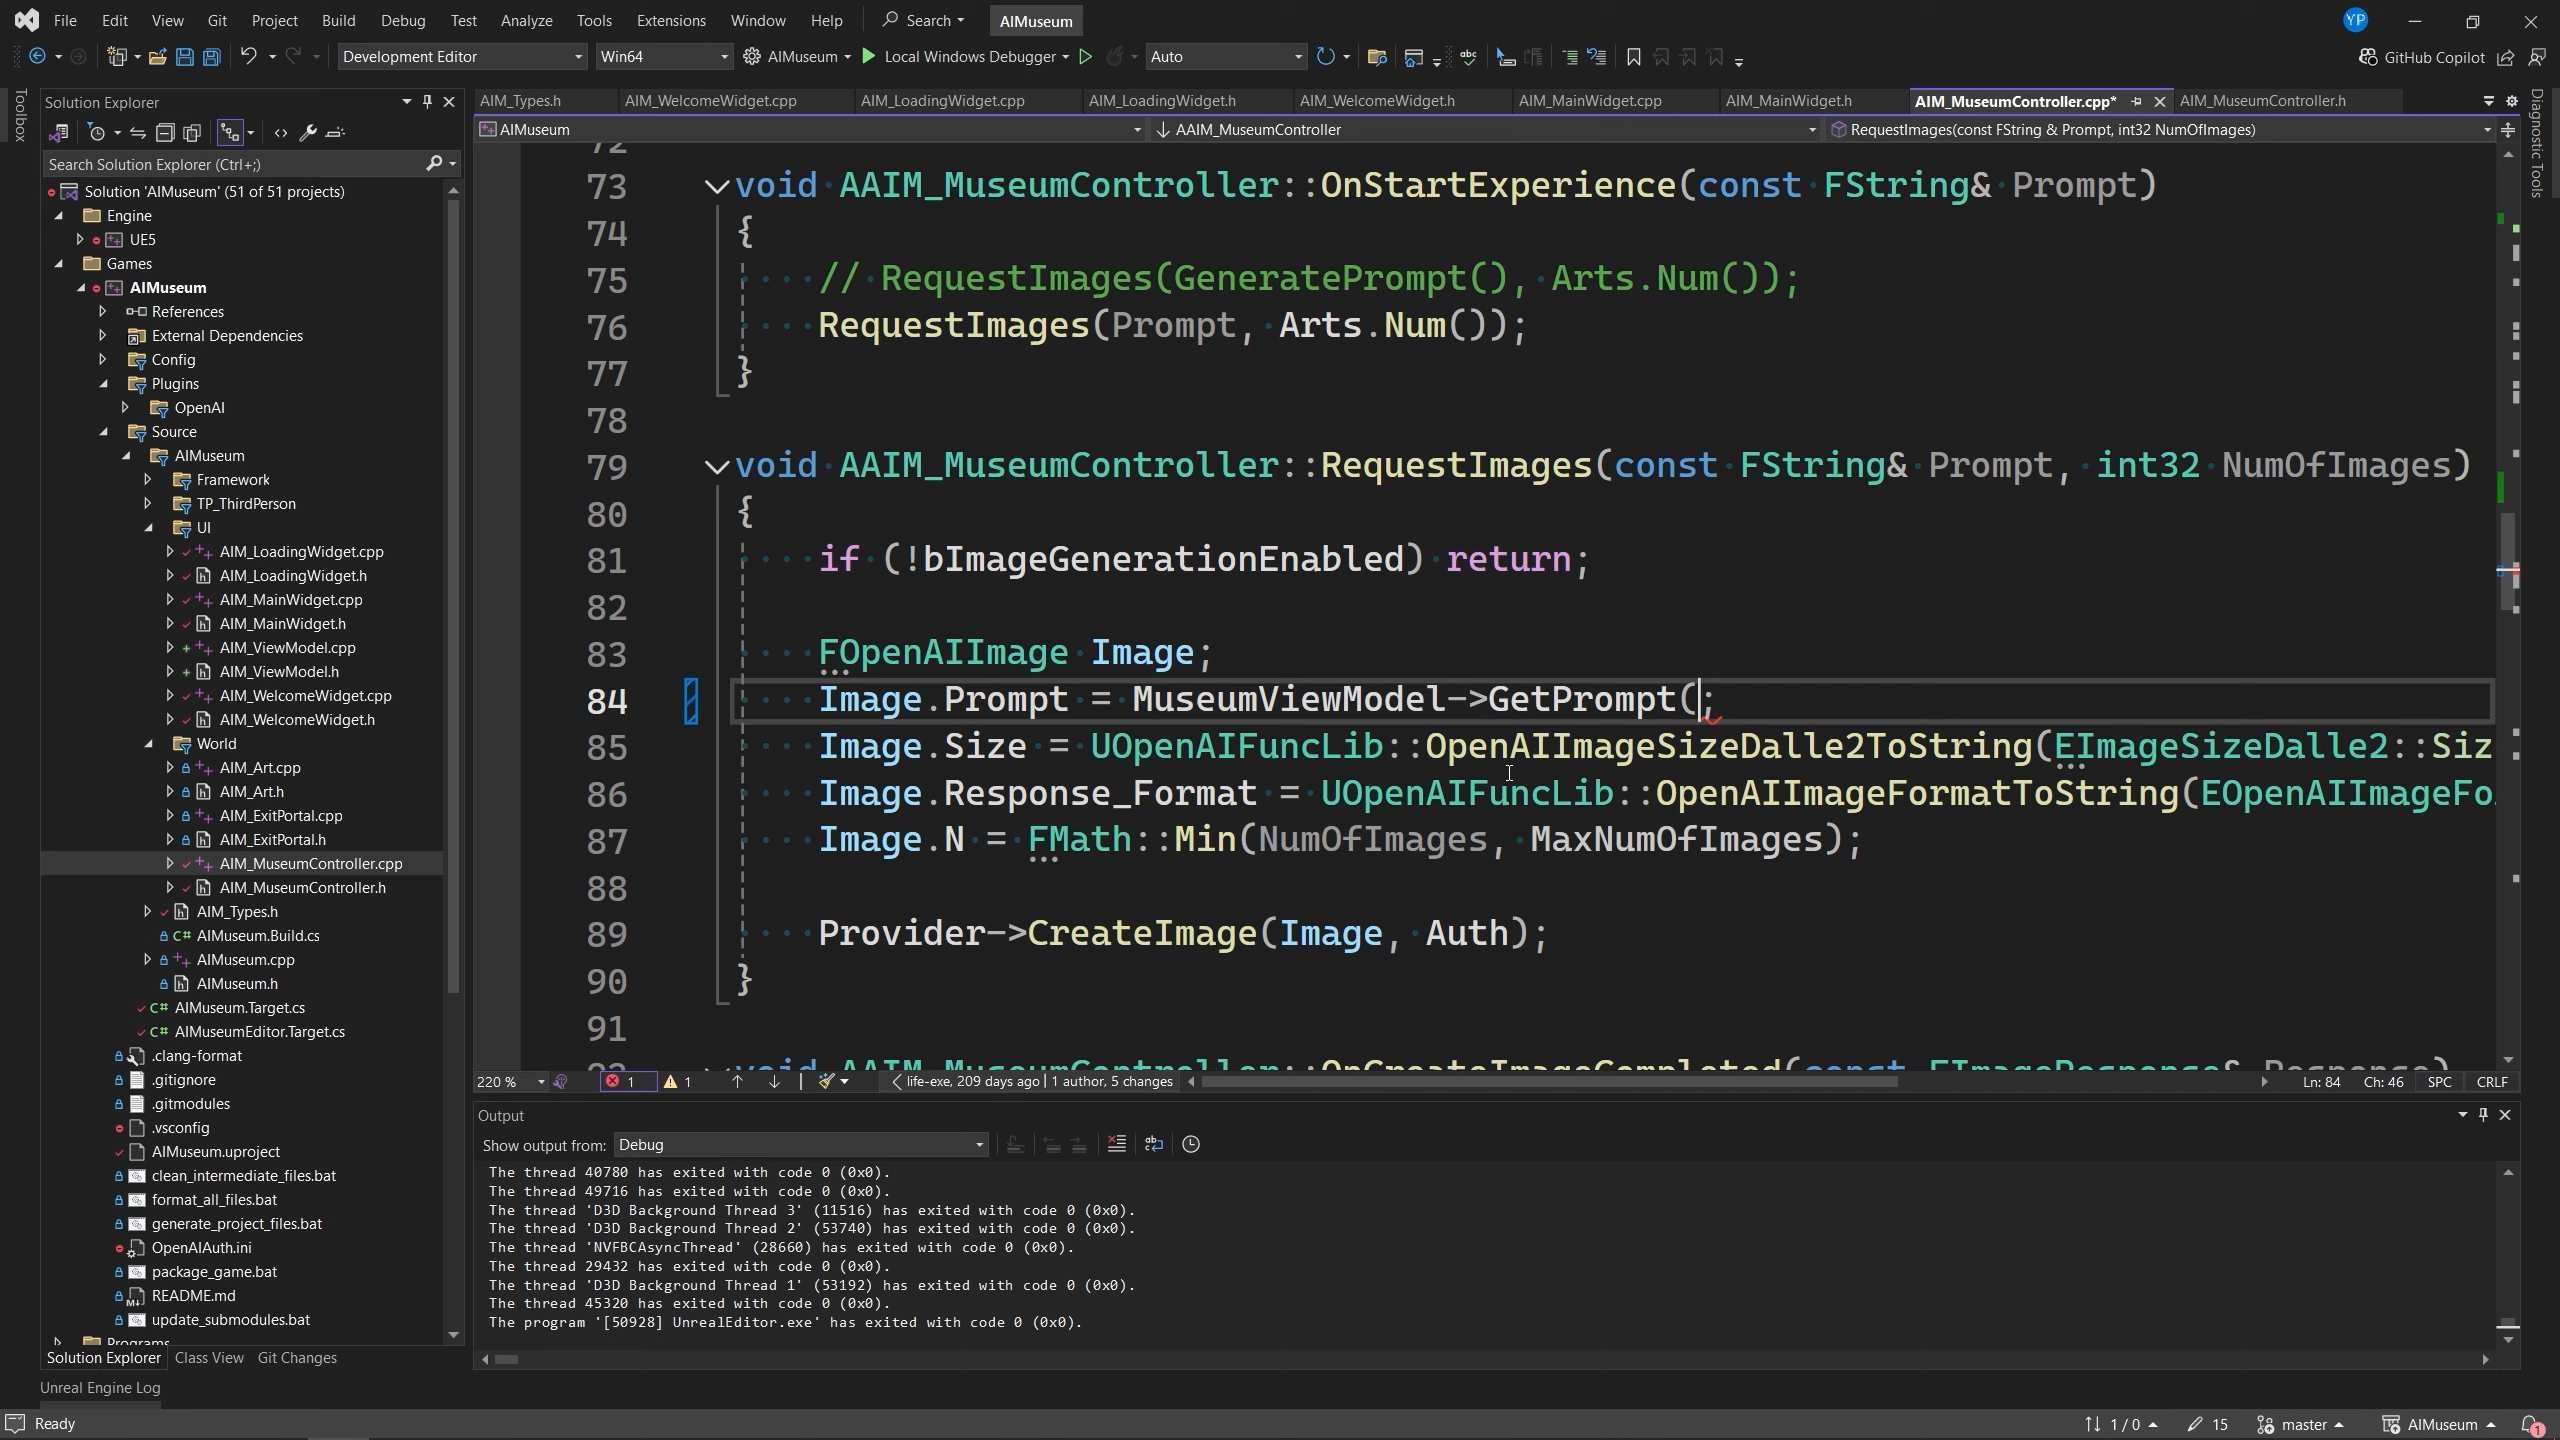 File Edit View Git Project Build Debug Test Analyze Tools Extensions Window Help Search AIMuseum YP
Development Editor Win64 AIMuseum Local Windows Debugger Auto GitHub Copilot
Toolbox
Solution Explorer
Search Solution Explorer (Ctrl+;)
Solution 'AIMuseum' (51 of 51 projects)
Engine
UE5
Games
AIMuseum
References
External Dependencies
Config
Plugins
OpenAI
Source
AIMuseum
Framework
TP_ThirdPerson
UI
AIM_LoadingWidget.cpp
AIM_LoadingWidget.h
AIM_MainWidget.cpp
AIM_MainWidget.h
AIM_ViewModel.cpp
AIM_ViewModel.h
AIM_WelcomeWidget.cpp
AIM_WelcomeWidget.h
World
AIM_Art.cpp
AIM_Art.h
AIM_ExitPortal.cpp
AIM_ExitPortal.h
AIM_MuseumController.cpp
AIM_MuseumController.h
AIM_Types.h
AIMuseum.Build.cs
AIMuseum.cpp
AIMuseum.h
AIMuseum.Target.cs
AIMuseumEditor.Target.cs
.clang-format
.gitignore
.gitmodules
.vsconfig
AIMuseum.uproject
clean_intermediate_files.bat
format_all_files.bat
generate_project_files.bat
OpenAIAuth.ini
package_game.bat
README.md
update_submodules.bat
Programs
Solution Explorer Class View Git Changes
Unreal Engine Log
AIM_Types.h AIM_WelcomeWidget.cpp AIM_LoadingWidget.cpp AIM_LoadingWidget.h AIM_WelcomeWidget.h AIM_MainWidget.cpp AIM_MainWidget.h AIM_MuseumController.cpp* AIM_MuseumController.h
AIMuseum AAIM_MuseumController RequestImages(const FString & Prompt, int32 NumOfImages)
Diagnostic Tools
72
73 void AAIM_MuseumController::OnStartExperience(const FString& Prompt)
74 {
75 // RequestImages(GeneratePrompt(), Arts.Num());
76 RequestImages(Prompt, Arts.Num());
77 }
78
79 void AAIM_MuseumController::RequestImages(const FString& Prompt, int32 NumOfImages)
80 {
81 if (!bImageGenerationEnabled) return;
82
83 FOpenAIImage Image;
84 Image.Prompt = MuseumViewModel->GetPrompt(;
85 Image.Size = UOpenAIFuncLib::OpenAIImageSizeDalle2ToString(EImageSizeDalle2::Siz
86 Image.Response_Format = UOpenAIFuncLib::OpenAIImageFormatToString(EOpenAIImageFo
87 Image.N = FMath::Min(NumOfImages, MaxNumOfImages);
88
89 Provider->CreateImage(Image, Auth);
90 }
91
92 void AAIM_MuseumController::OnCreateImageCompleted(const FImageResponse& Response)
220 % 1 1 life-exe, 209 days ago | 1 author, 5 changes Ln: 84 Ch: 46 SPC CRLF
Output
Show output from: Debug
The thread 40780 has exited with code 0 (0x0).
The thread 49716 has exited with code 0 (0x0).
The thread 'D3D Background Thread 3' (11516) has exited with code 0 (0x0).
The thread 'D3D Background Thread 2' (53740) has exited with code 0 (0x0).
The thread 'NVFBCAsyncThread' (28660) has exited with code 0 (0x0).
The thread 29432 has exited with code 0 (0x0).
The thread 'D3D Background Thread 1' (53192) has exited with code 0 (0x0).
The thread 45320 has exited with code 0 (0x0).
The program '[50928] UnrealEditor.exe' has exited with code 0 (0x0).
Ready 1 / 0 15 master AIMuseum 1